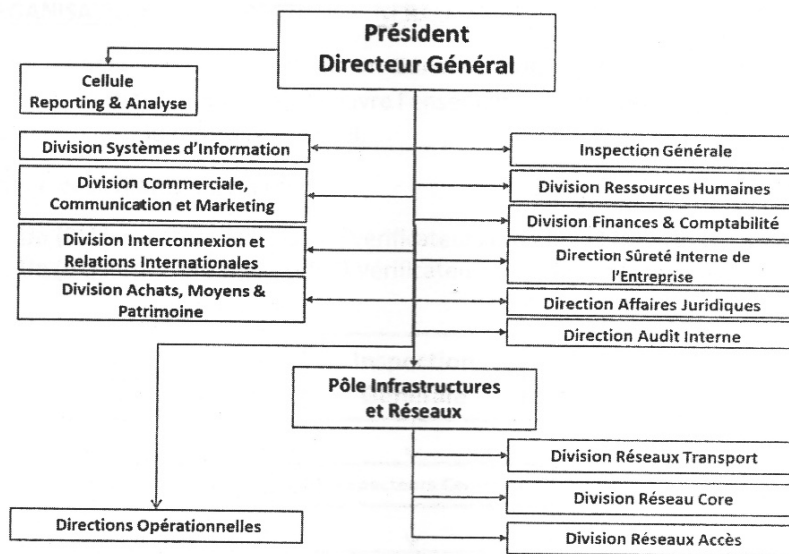 Président
Directeur Général
Cellule
Reporting & Analyse
Division Systèmes d'Information
Inspection Générale
Division Commerciale,
Communication et Marketing
Division Ressources Humaines
Division Finances & Comptabilité
Division Interconnexion et
Relations Internationales
Direction Sûreté Interne de
l'Entreprise
Division Achats, Moyens &
Patrimoine
Direction Affaires Juridiques
Direction Audit Interne
Pôle Infrastructures
et Réseaux
Division Réseaux Transport
Division Réseau Core
Directions Opérationnelles
Division Réseaux Accès